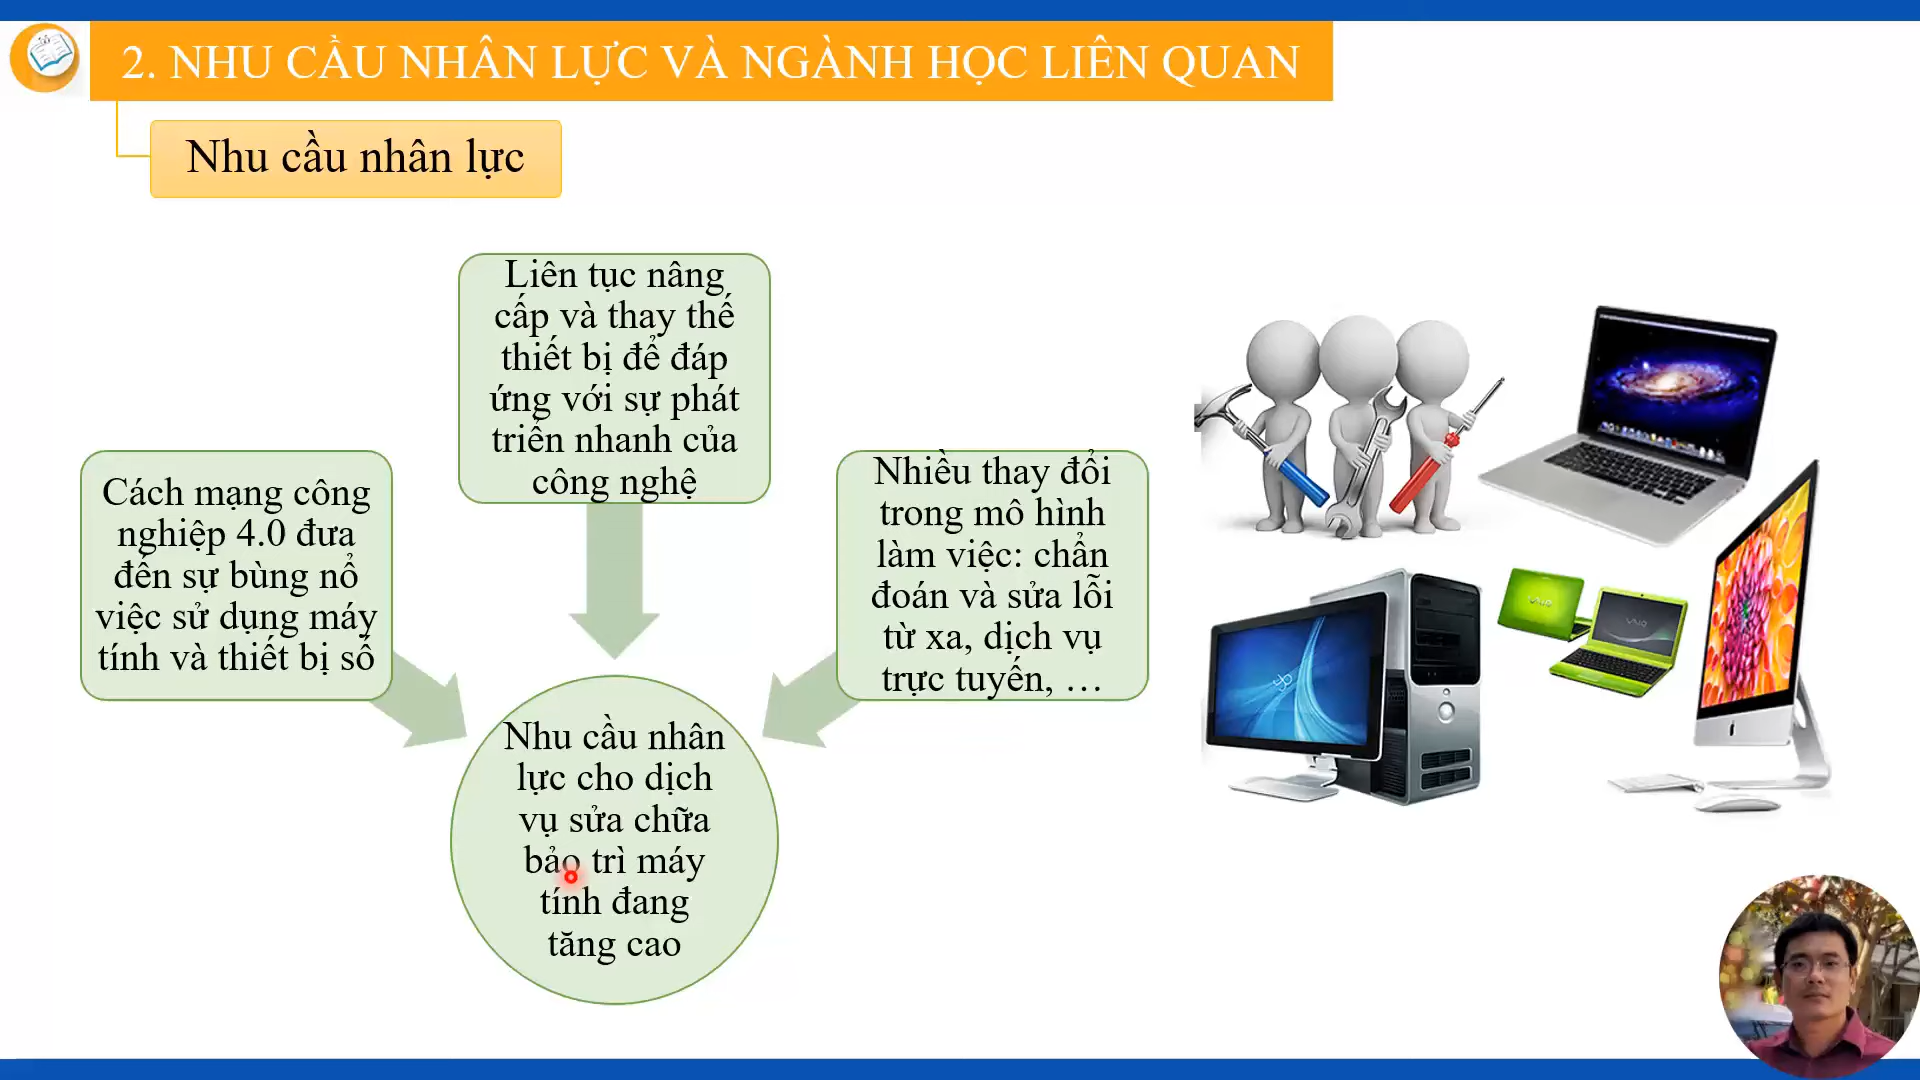 2. NHU CẦU NHÂN LỰC VÀ NGÀNH HỌC LIÊN QUAN
Nhu cầu nhân lực
Liên tục nâng
cấp và thay thế
thiết bị để đáp
ứng với sự phát
triển nhanh của
công nghệ
Cách mạng công
nghiệp 4.0 đưa
đến sự bùng nổ
việc sử dụng máy
tính và thiết bị số
Nhiều thay đổi
trong mô hình
làm việc: chẩn
đoán và sửa lỗi
từ xa, dịch vụ
trực tuyến, …
Nhu cầu nhân
lực cho dịch
vụ sửa chữa
bảo trì máy
tính đang
tăng cao